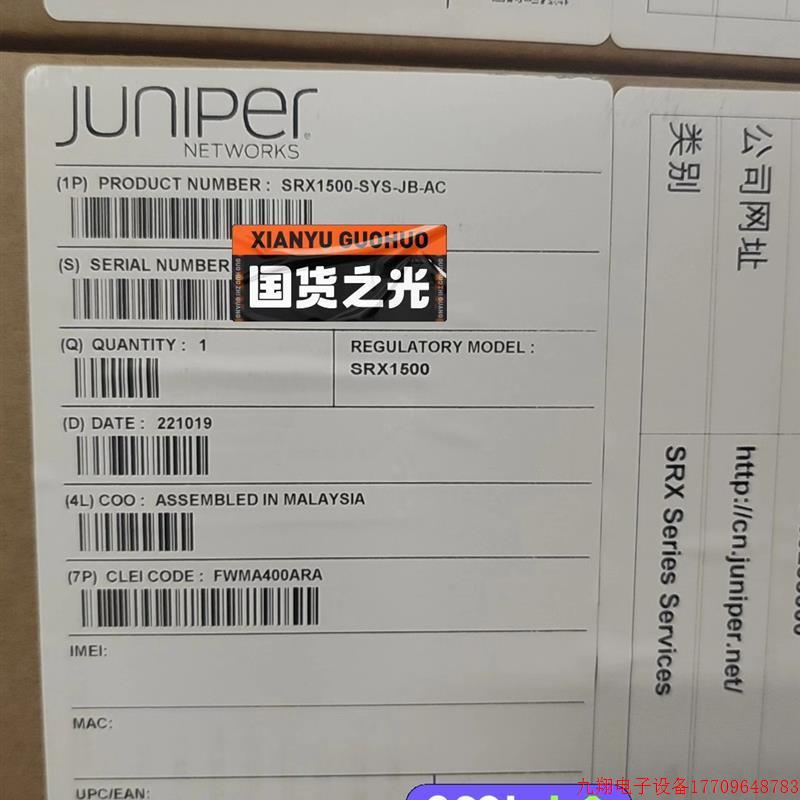 JUNIPER
NETWORKS
(1P) PRODUCT NUMBER : SRX1500-SYS-JB-AC
(S) SERIAL NUMBER
XIANYU GUOHUO
国货之光
(Q) QUANTITY : 1
REGULATORY MODEL :
SRX1500
(D) DATE : 221019
(4L) COO : ASSEMBLED IN MALAYSIA
(7P) CLEI CODE : FWMA400ARA
IMEI:
MAC:
UPC/EAN:
公司网址
http://cn.juniper.net/
类别
SRX Series Services
九翔电子设备17709648783